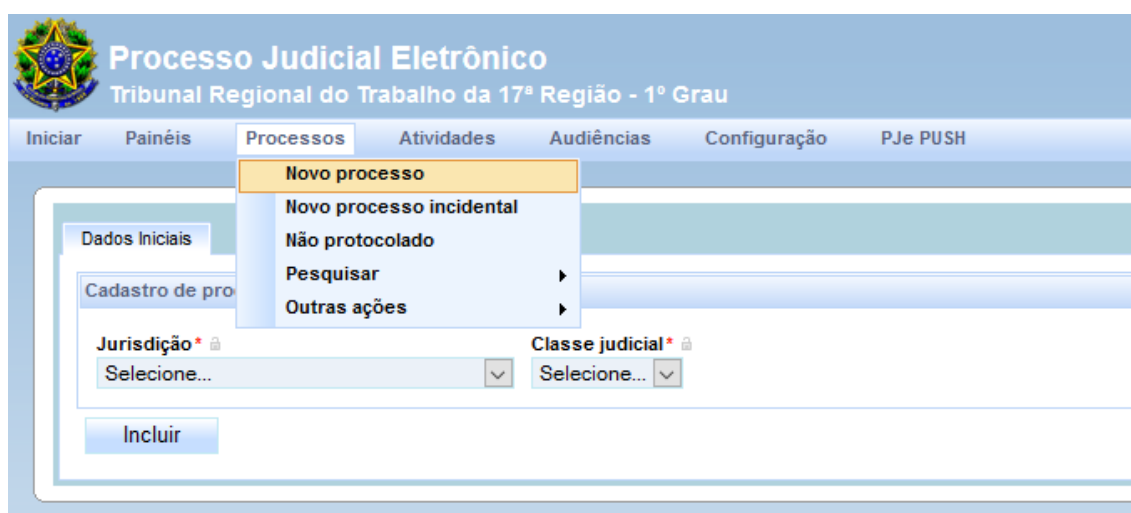 Processo Judicial Eletrônico
Tribunal Regional do Trabalho da 17ª Região - 1º Grau
Iniciar Painéis Processos Atividades Audiências Configuração PJe PUSH
Novo processo
Novo processo incidental
Não protocolado
Pesquisar
Outras ações
Dados Iniciais
Cadastro de pro
Jurisdição* Classe judicial*
Selecione... Selecione...
Incluir